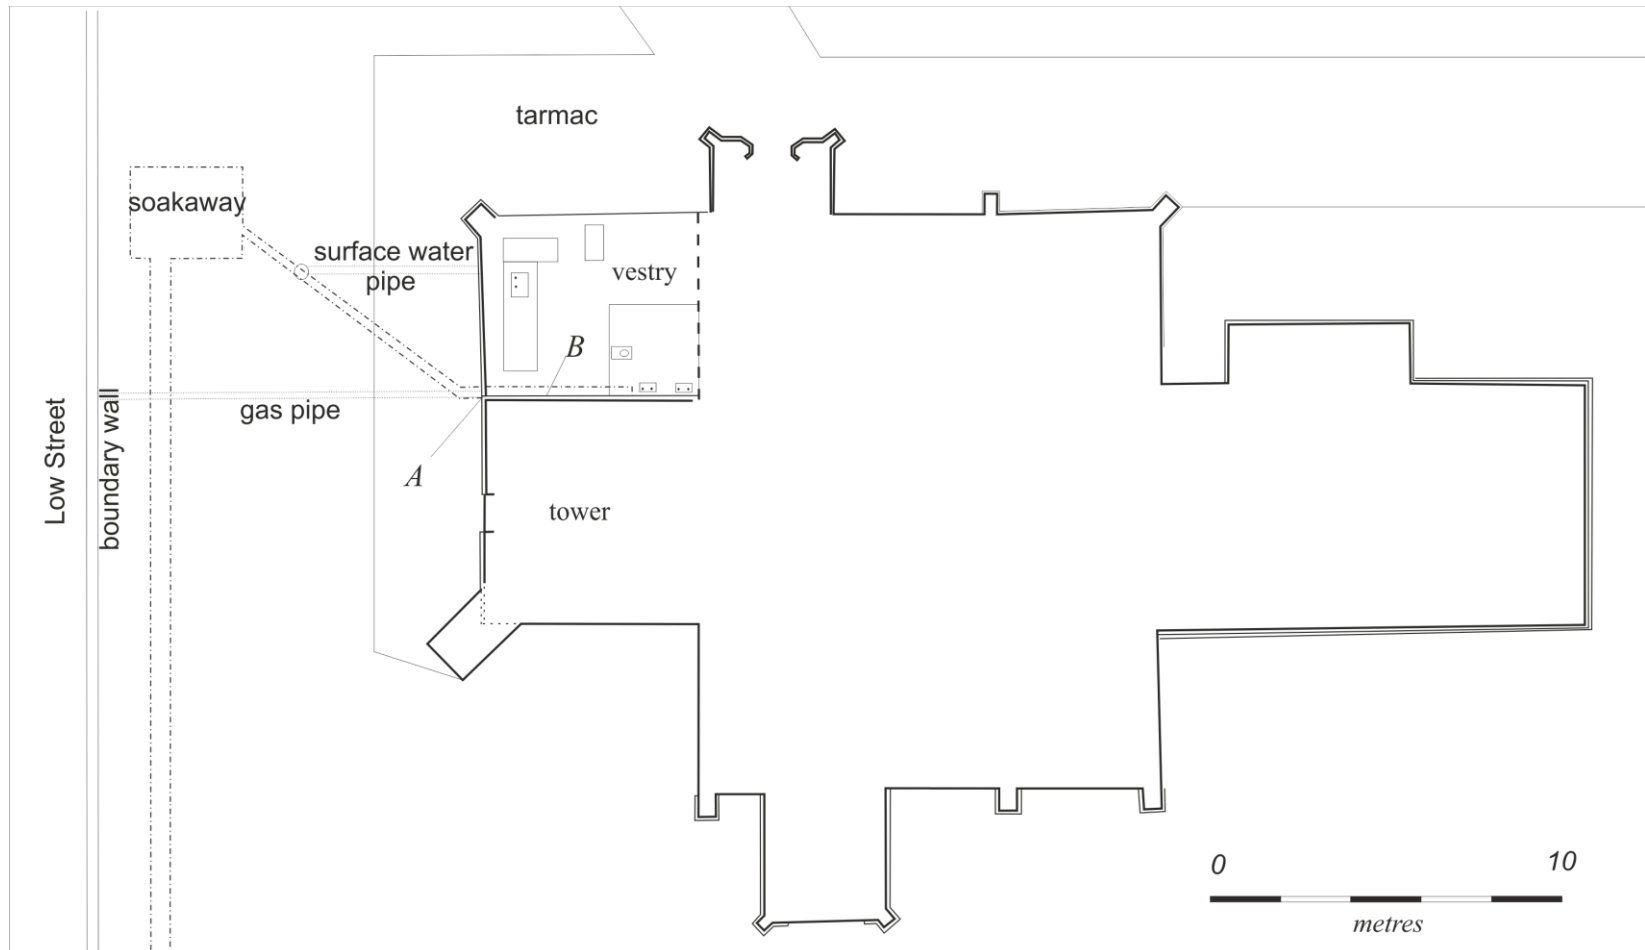 tarmac
soakaway
surface water
pipe
vestry
B
gas pipe
A
tower
Low Street
boundary wall
0
10
metres